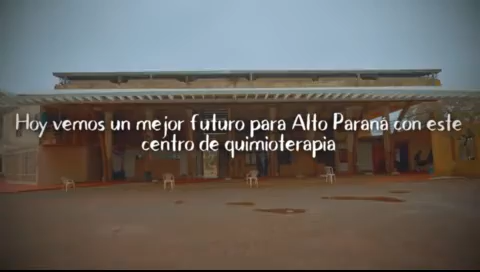 Hoy vemos un mejor futuro para Alto Paraná con este
centro de quimioterapia